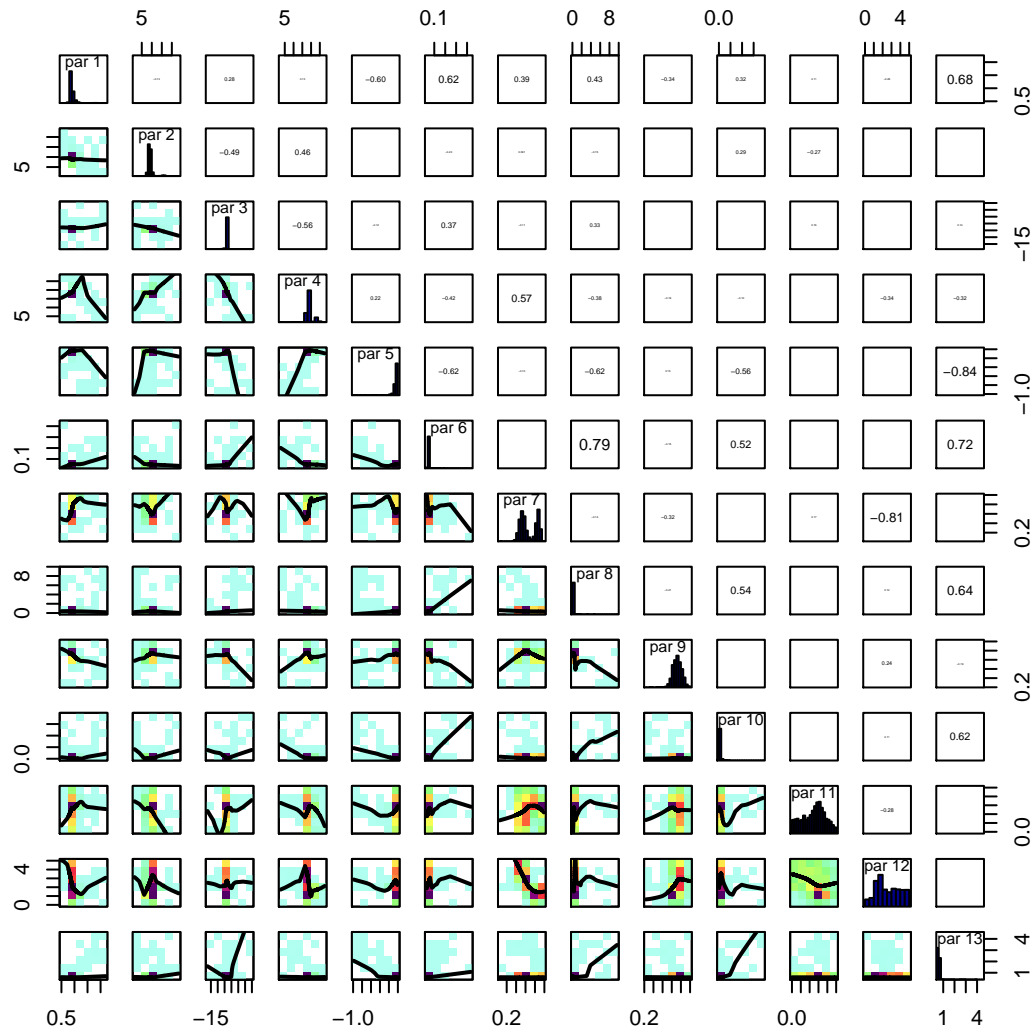 5 5 0.1 0 8 0.0 0 4
par 1 0.28 −0.60 0.62 0.39 0.43 −0.34 0.32 0.68 0.5
5 par 2 −0.49 0.46 0.29 −0.27
par 3 −0.56 0.37 0.33 −15
5 par 4 0.22 −0.42 0.57 −0.38 −0.34 −0.32
par 5 −0.62 −0.62 −0.56 −0.84 −1.0
0.1 par 6 0.79 0.52 0.72
par 7 −0.32 −0.81 0.2
0 8 par 8 0.54 0.64
par 9 0.24 0.2
0.0 par 10 0.62
par 11 −0.28 0.0
0 4 par 12
par 13 1 4
0.5 −15 −1.0 0.2 0.2 0.0 1 4